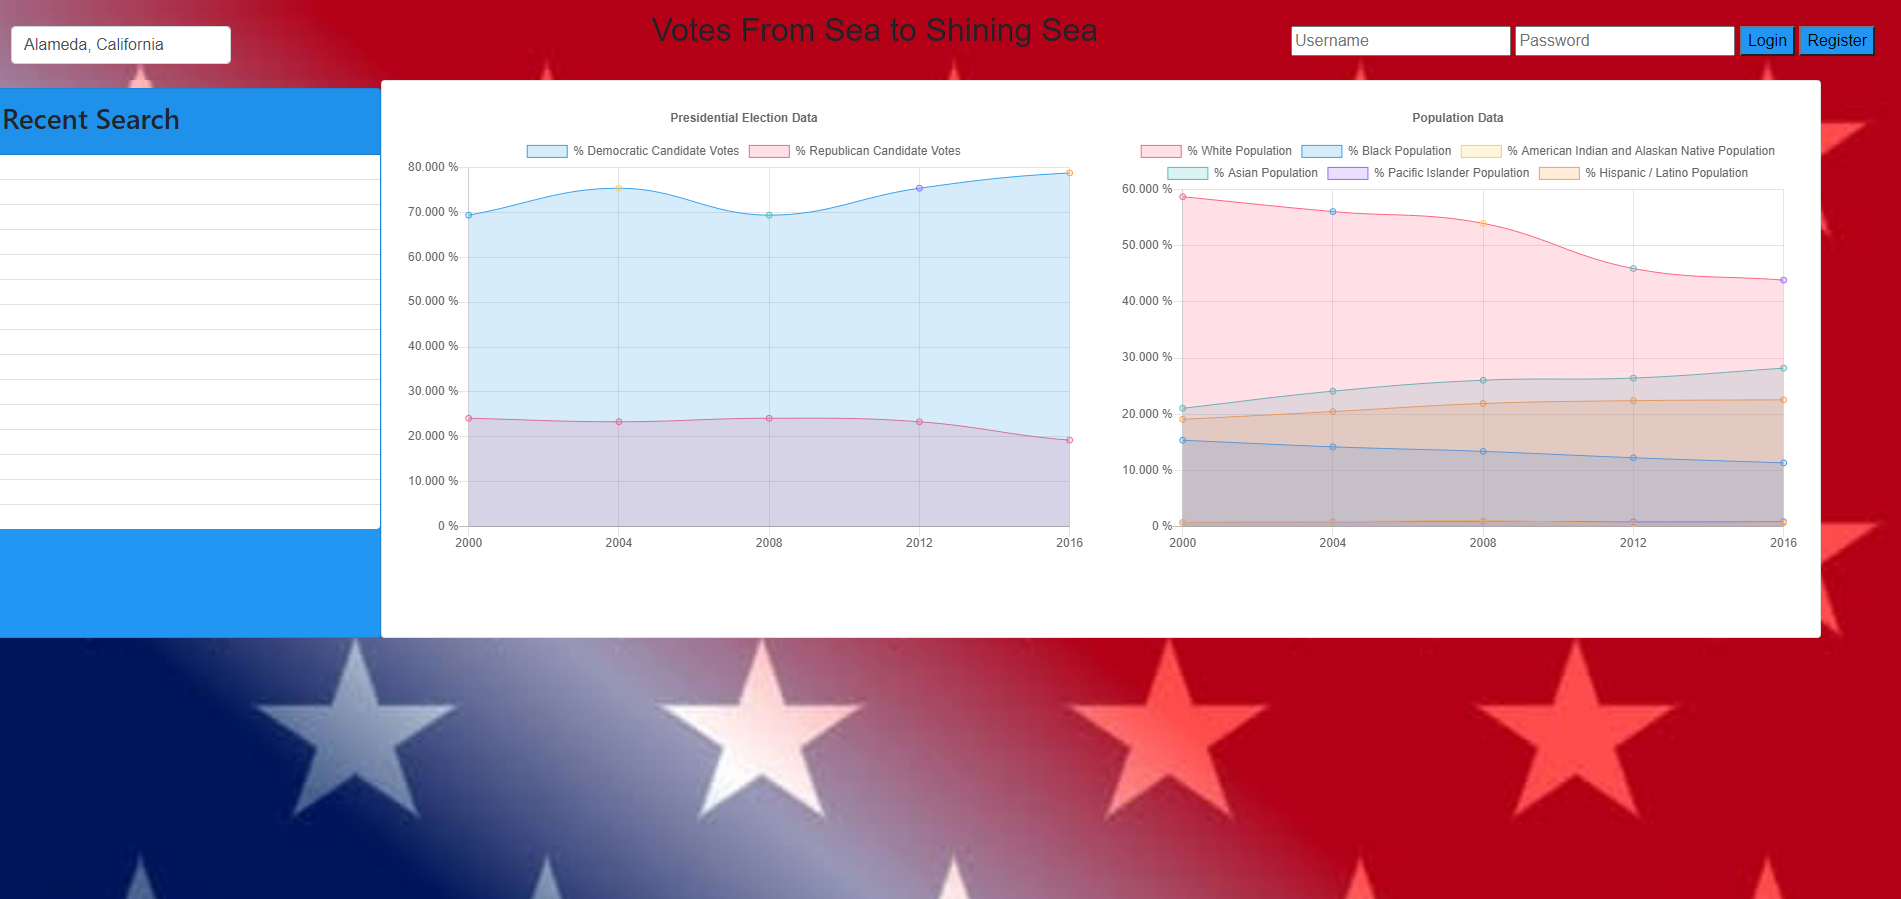 Votes From Sea to Shining Sea
Alameda, California
Username Password Login Register
Recent Search
Presidential Election Data
% Democratic Candidate Votes % Republican Candidate Votes
80.000 %
70.000 %
60.000 %
50.000 %
40.000 %
30.000 %
20.000 %
10.000 %
0 %
2000 2004 2008 2012 2016
Population Data
% White Population % Black Population % American Indian and Alaskan Native Population
% Asian Population % Pacific Islander Population % Hispanic / Latino Population
60.000 %
50.000 %
40.000 %
30.000 %
20.000 %
10.000 %
0 %
2000 2004 2008 2012 2016